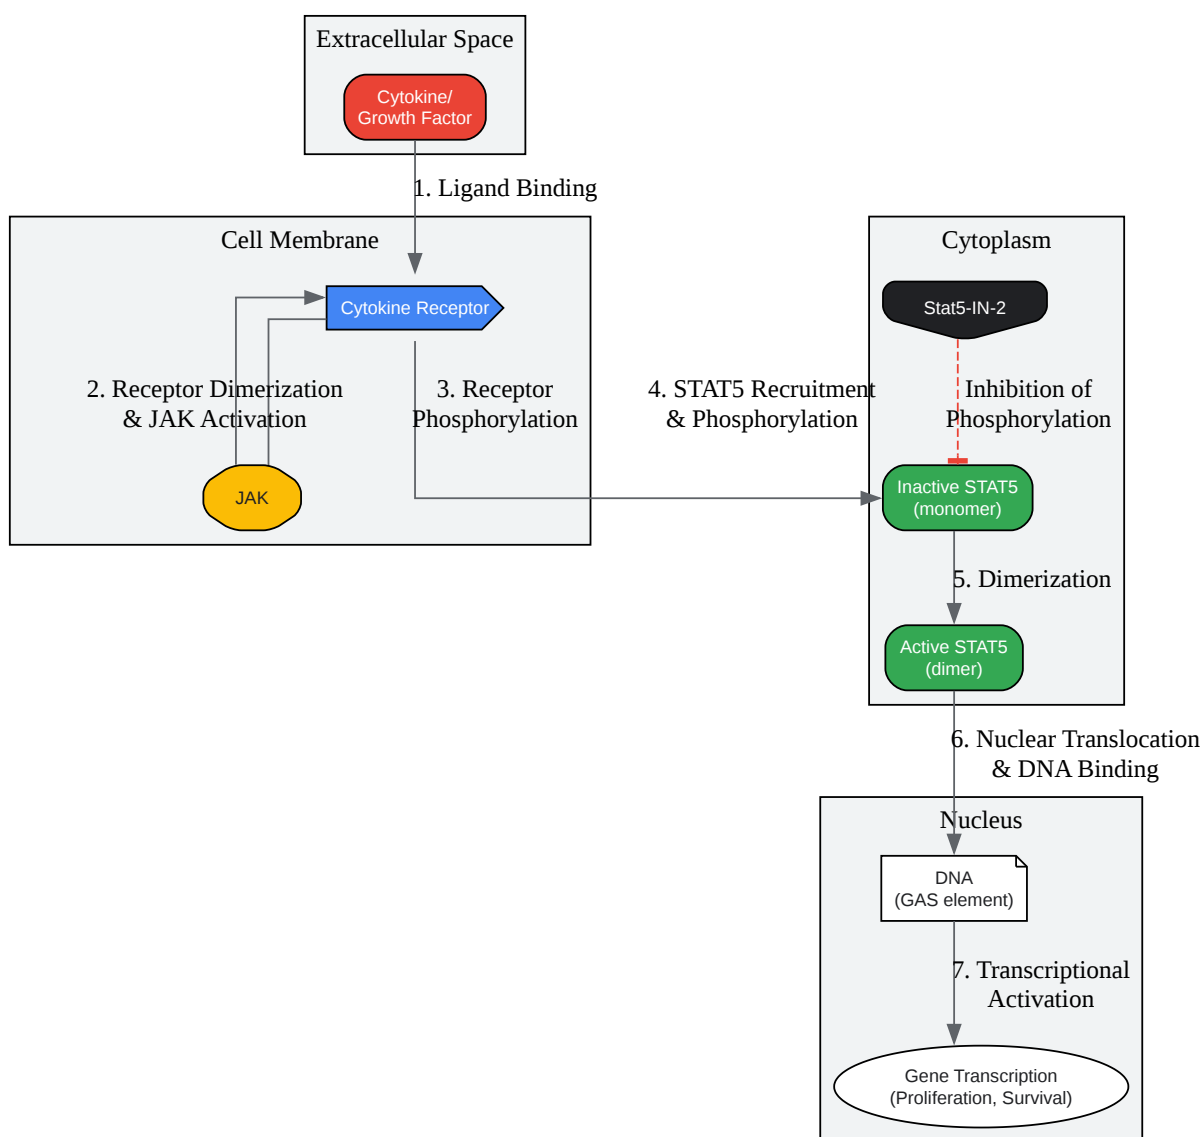 Extracellular Space
Cytokine/
Growth Factor
1. Ligand Binding
Cell Membrane
Cytokine Receptor
2. Receptor Dimerization
& JAK Activation
3. Receptor
Phosphorylation
JAK
4. STAT5 Recruitment
& Phosphorylation
Cytoplasm
Stat5-IN-2
Inhibition of
Phosphorylation
Inactive STAT5
(monomer)
5. Dimerization
Active STAT5
(dimer)
6. Nuclear Translocation
& DNA Binding
Nucleus
DNA
(GAS element)
7. Transcriptional
Activation
Gene Transcription
(Proliferation, Survival)